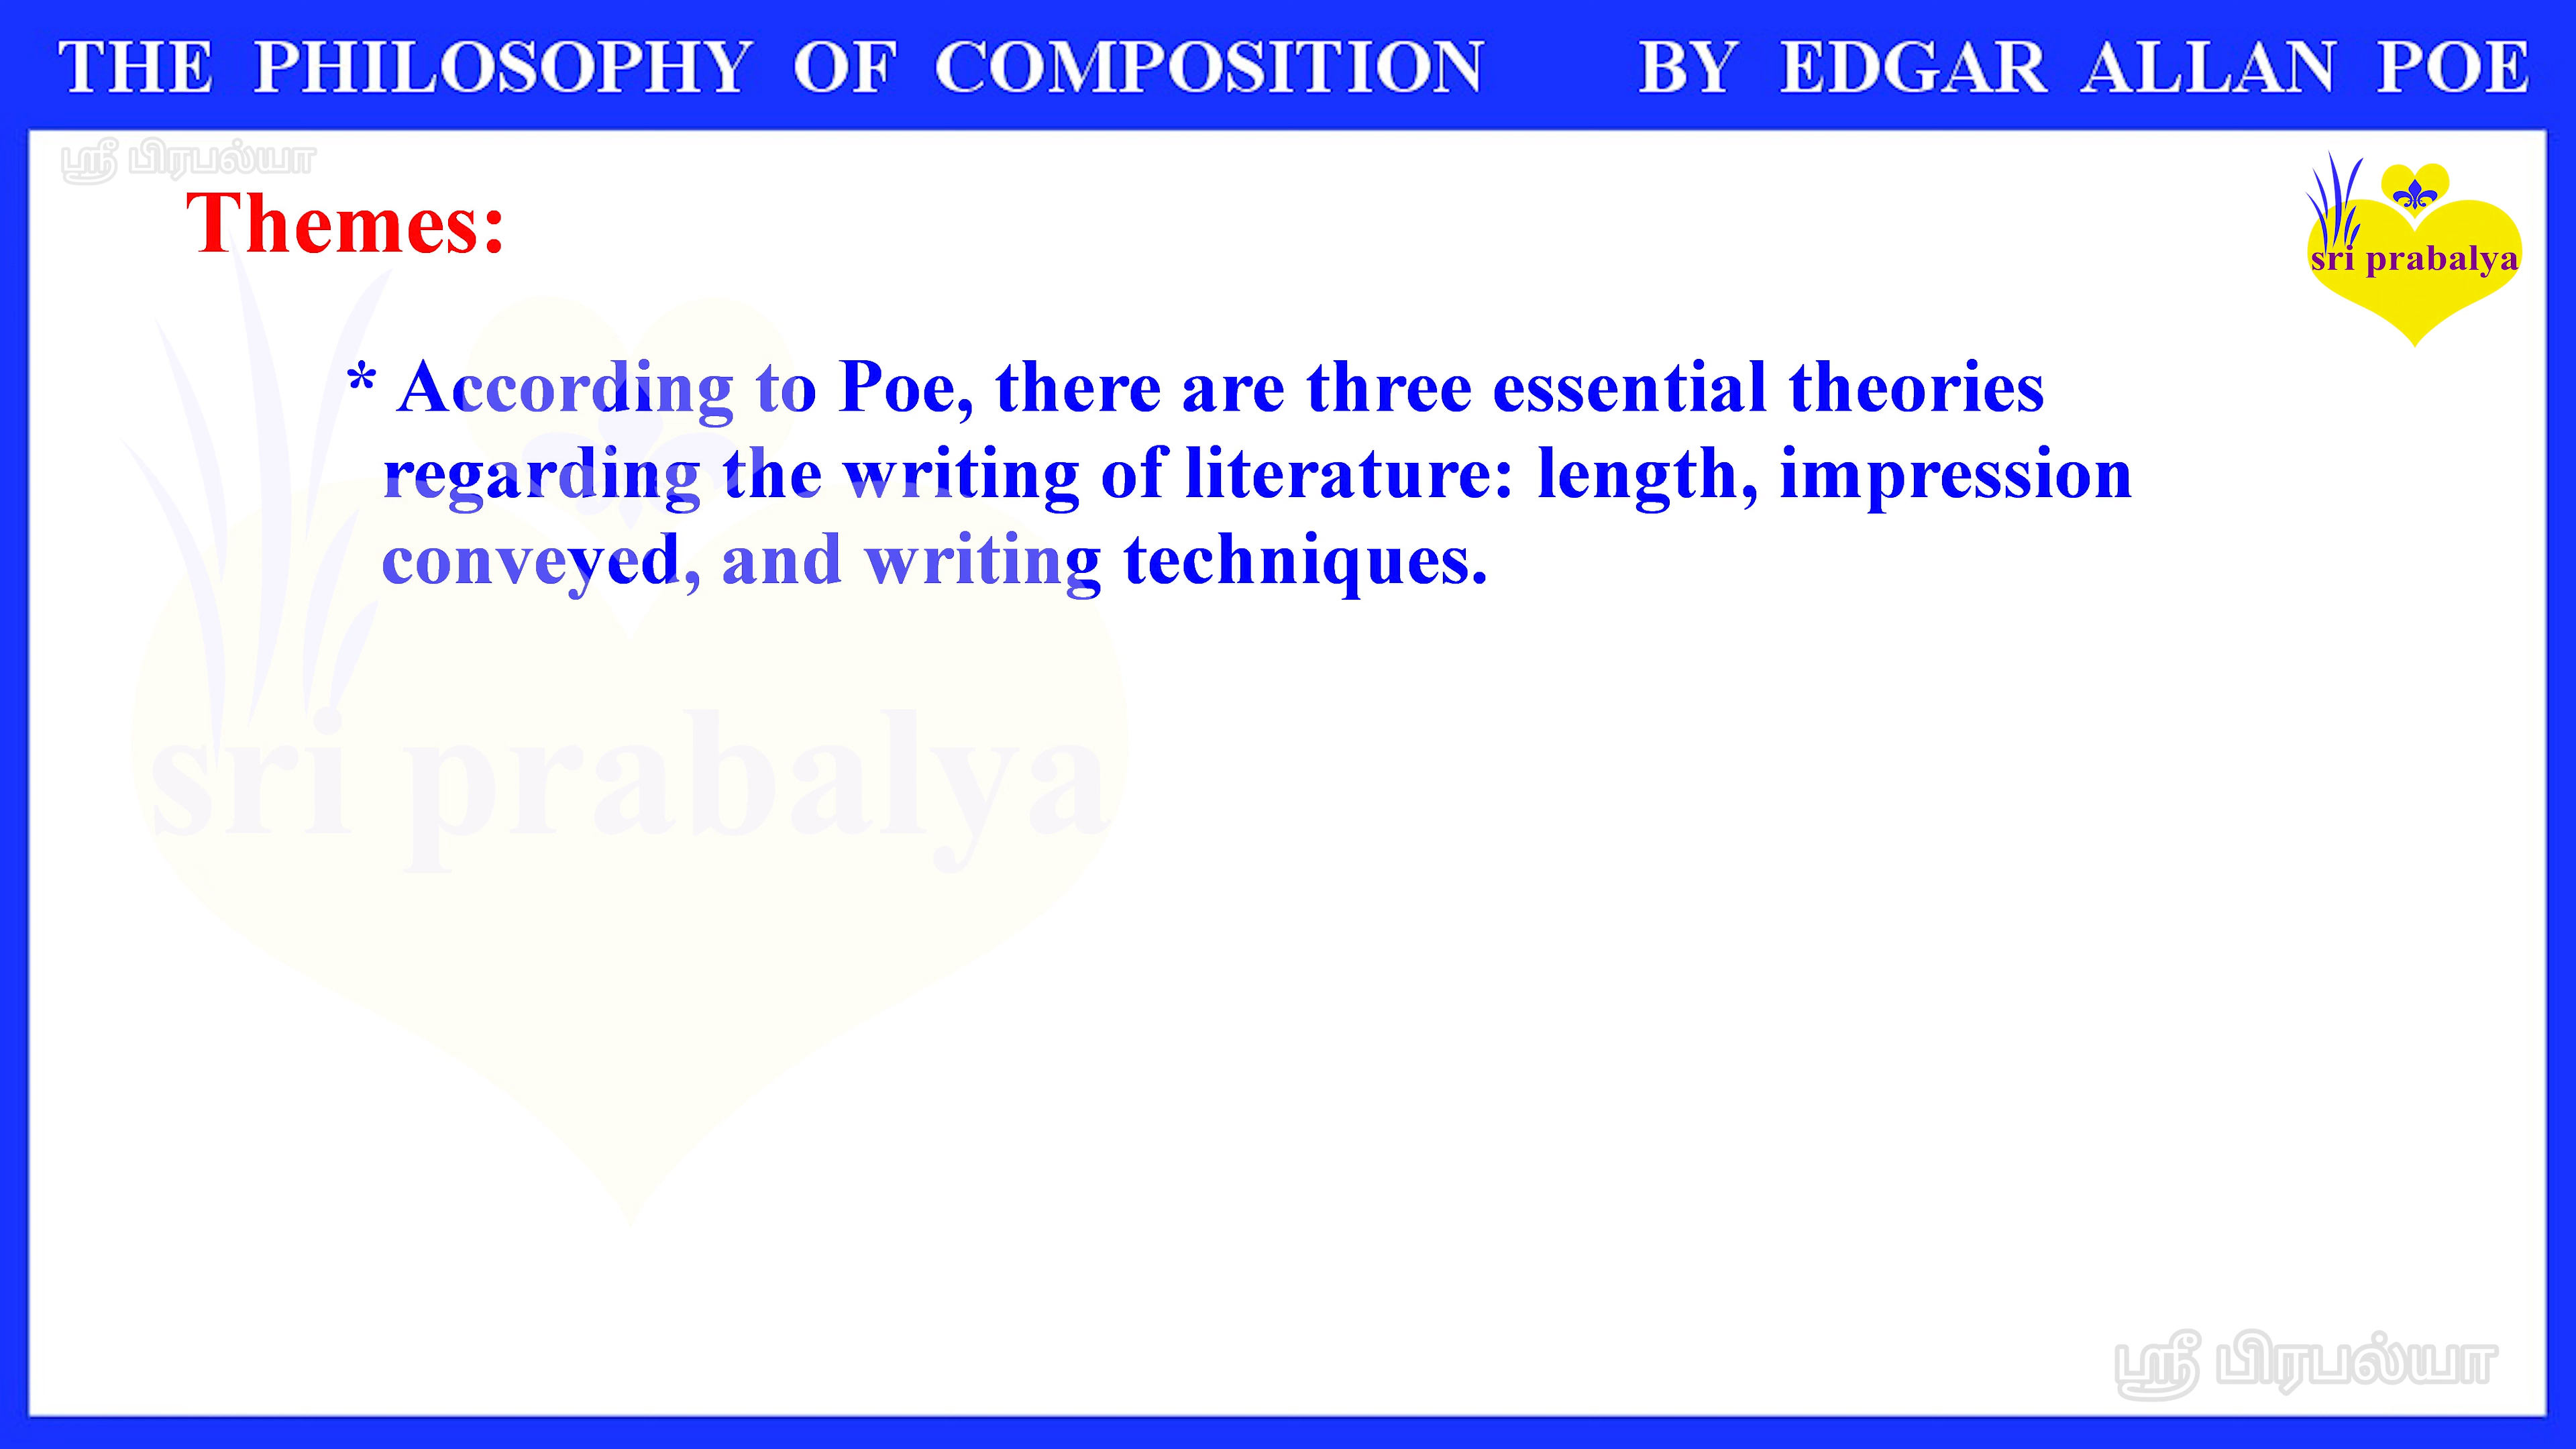 THE PHILOSOPHY OF COMPOSITION BY EDGAR ALLAN POE
ஸ்ரீ பிரபல்யா
Themes:
sri prabalya
* According to Poe, there are three essential theories
regarding the writing of literature: length, impression
conveyed, and writing techniques.
sri prabalya
ஸ்ரீ பிரபல்யா